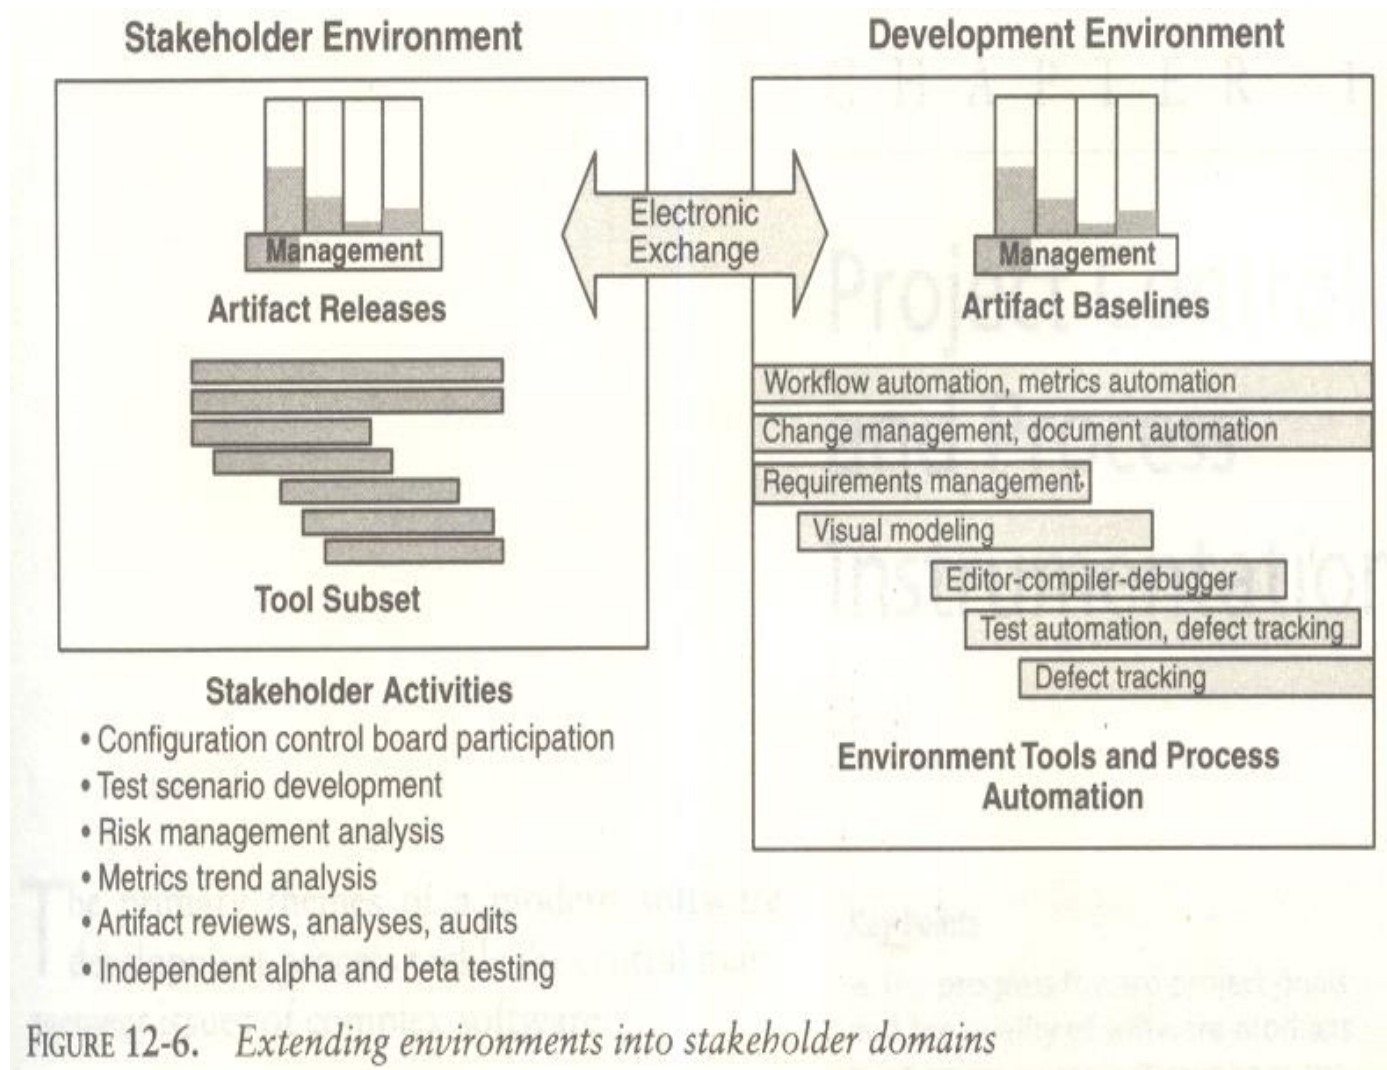 Stakeholder Environment
Management
Artifact Releases
Tool Subset
Stakeholder Activities
• Configuration control board participation
• Test scenario development
• Risk management analysis
• Metrics trend analysis
• Artifact reviews, analyses, audits
• Independent alpha and beta testing
Electronic
Exchange
Development Environment
Management
Artifact Baselines
Workflow automation, metrics automation
Change management, document automation
Requirements management
Visual modeling
Editor-compiler-debugger
Test automation, defect tracking
Defect tracking
Environment Tools and Process
Automation
FIGURE 12-6. Extending environments into stakeholder domains